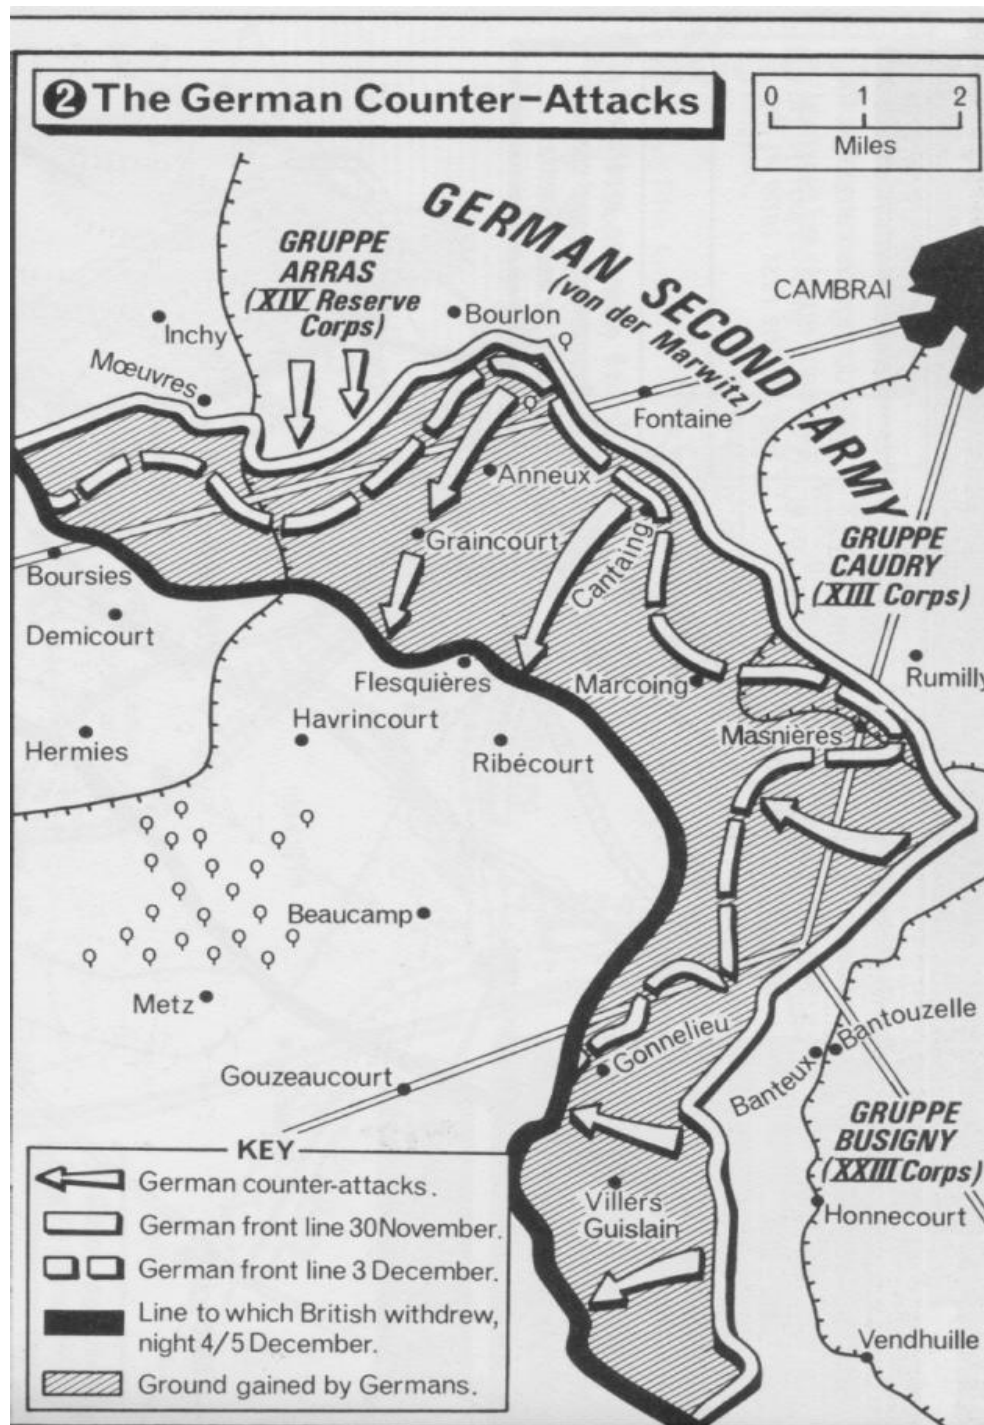 2 The German Counter-Attacks
0 1 2
Miles
GERMAN SECOND ARMY
(von der Marwitz)
GRUPPE
ARRAS
(XIV Reserve
Corps)
CAMBRAI
Inchy
Bourlon
Mœuvres
Fontaine
Anneux
Graincourt
Cantaing
GRUPPE
CAUDRY
(XIII Corps)
Boursies
Demicourt
Flesquières
Marcoing
Rumilly
Havrincourt
Hermies
Ribécourt
Masnières
Beaucamp
Metz
Gouzeaucourt
Gonnelieu
Banteux
Bantouzelle
GRUPPE
BUSIGNY
(XXIII Corps)
Villers
Guislain
Honnecourt
Vendhuille
KEY
German counter-attacks.
German front line 30 November.
German front line 3 December.
Line to which British withdrew,
night 4/5 December.
Ground gained by Germans.